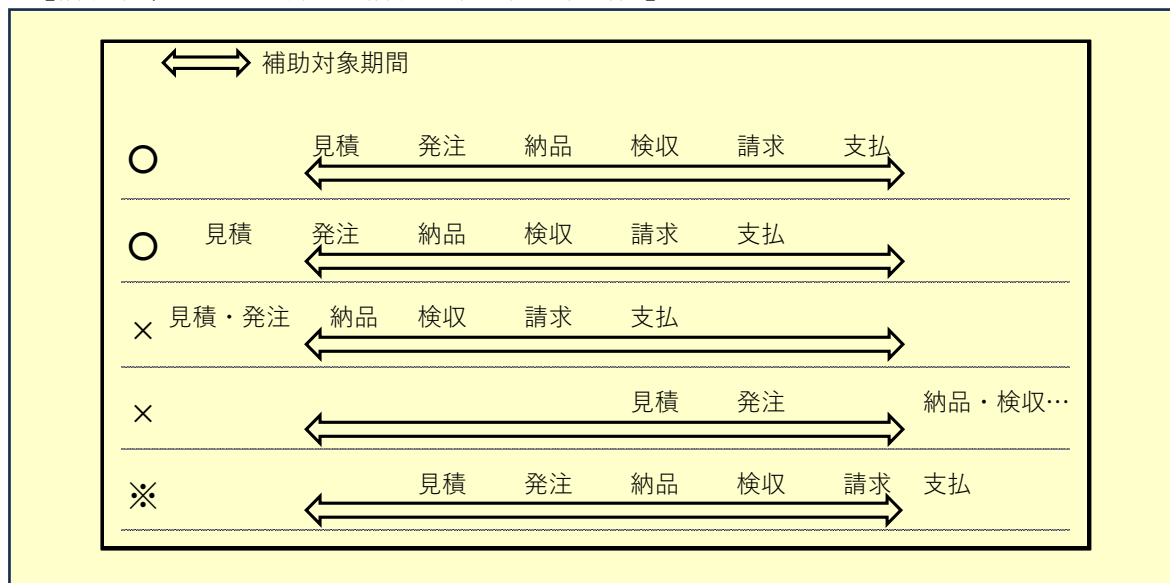 補助対象期間
○ 見積 発注 納品 検収 請求 支払
○ 見積 発注 納品 検収 請求 支払
× 見積・発注 納品 検収 請求 支払
× 見積 発注 納品・検収…
※ 見積 発注 納品 検収 請求 支払